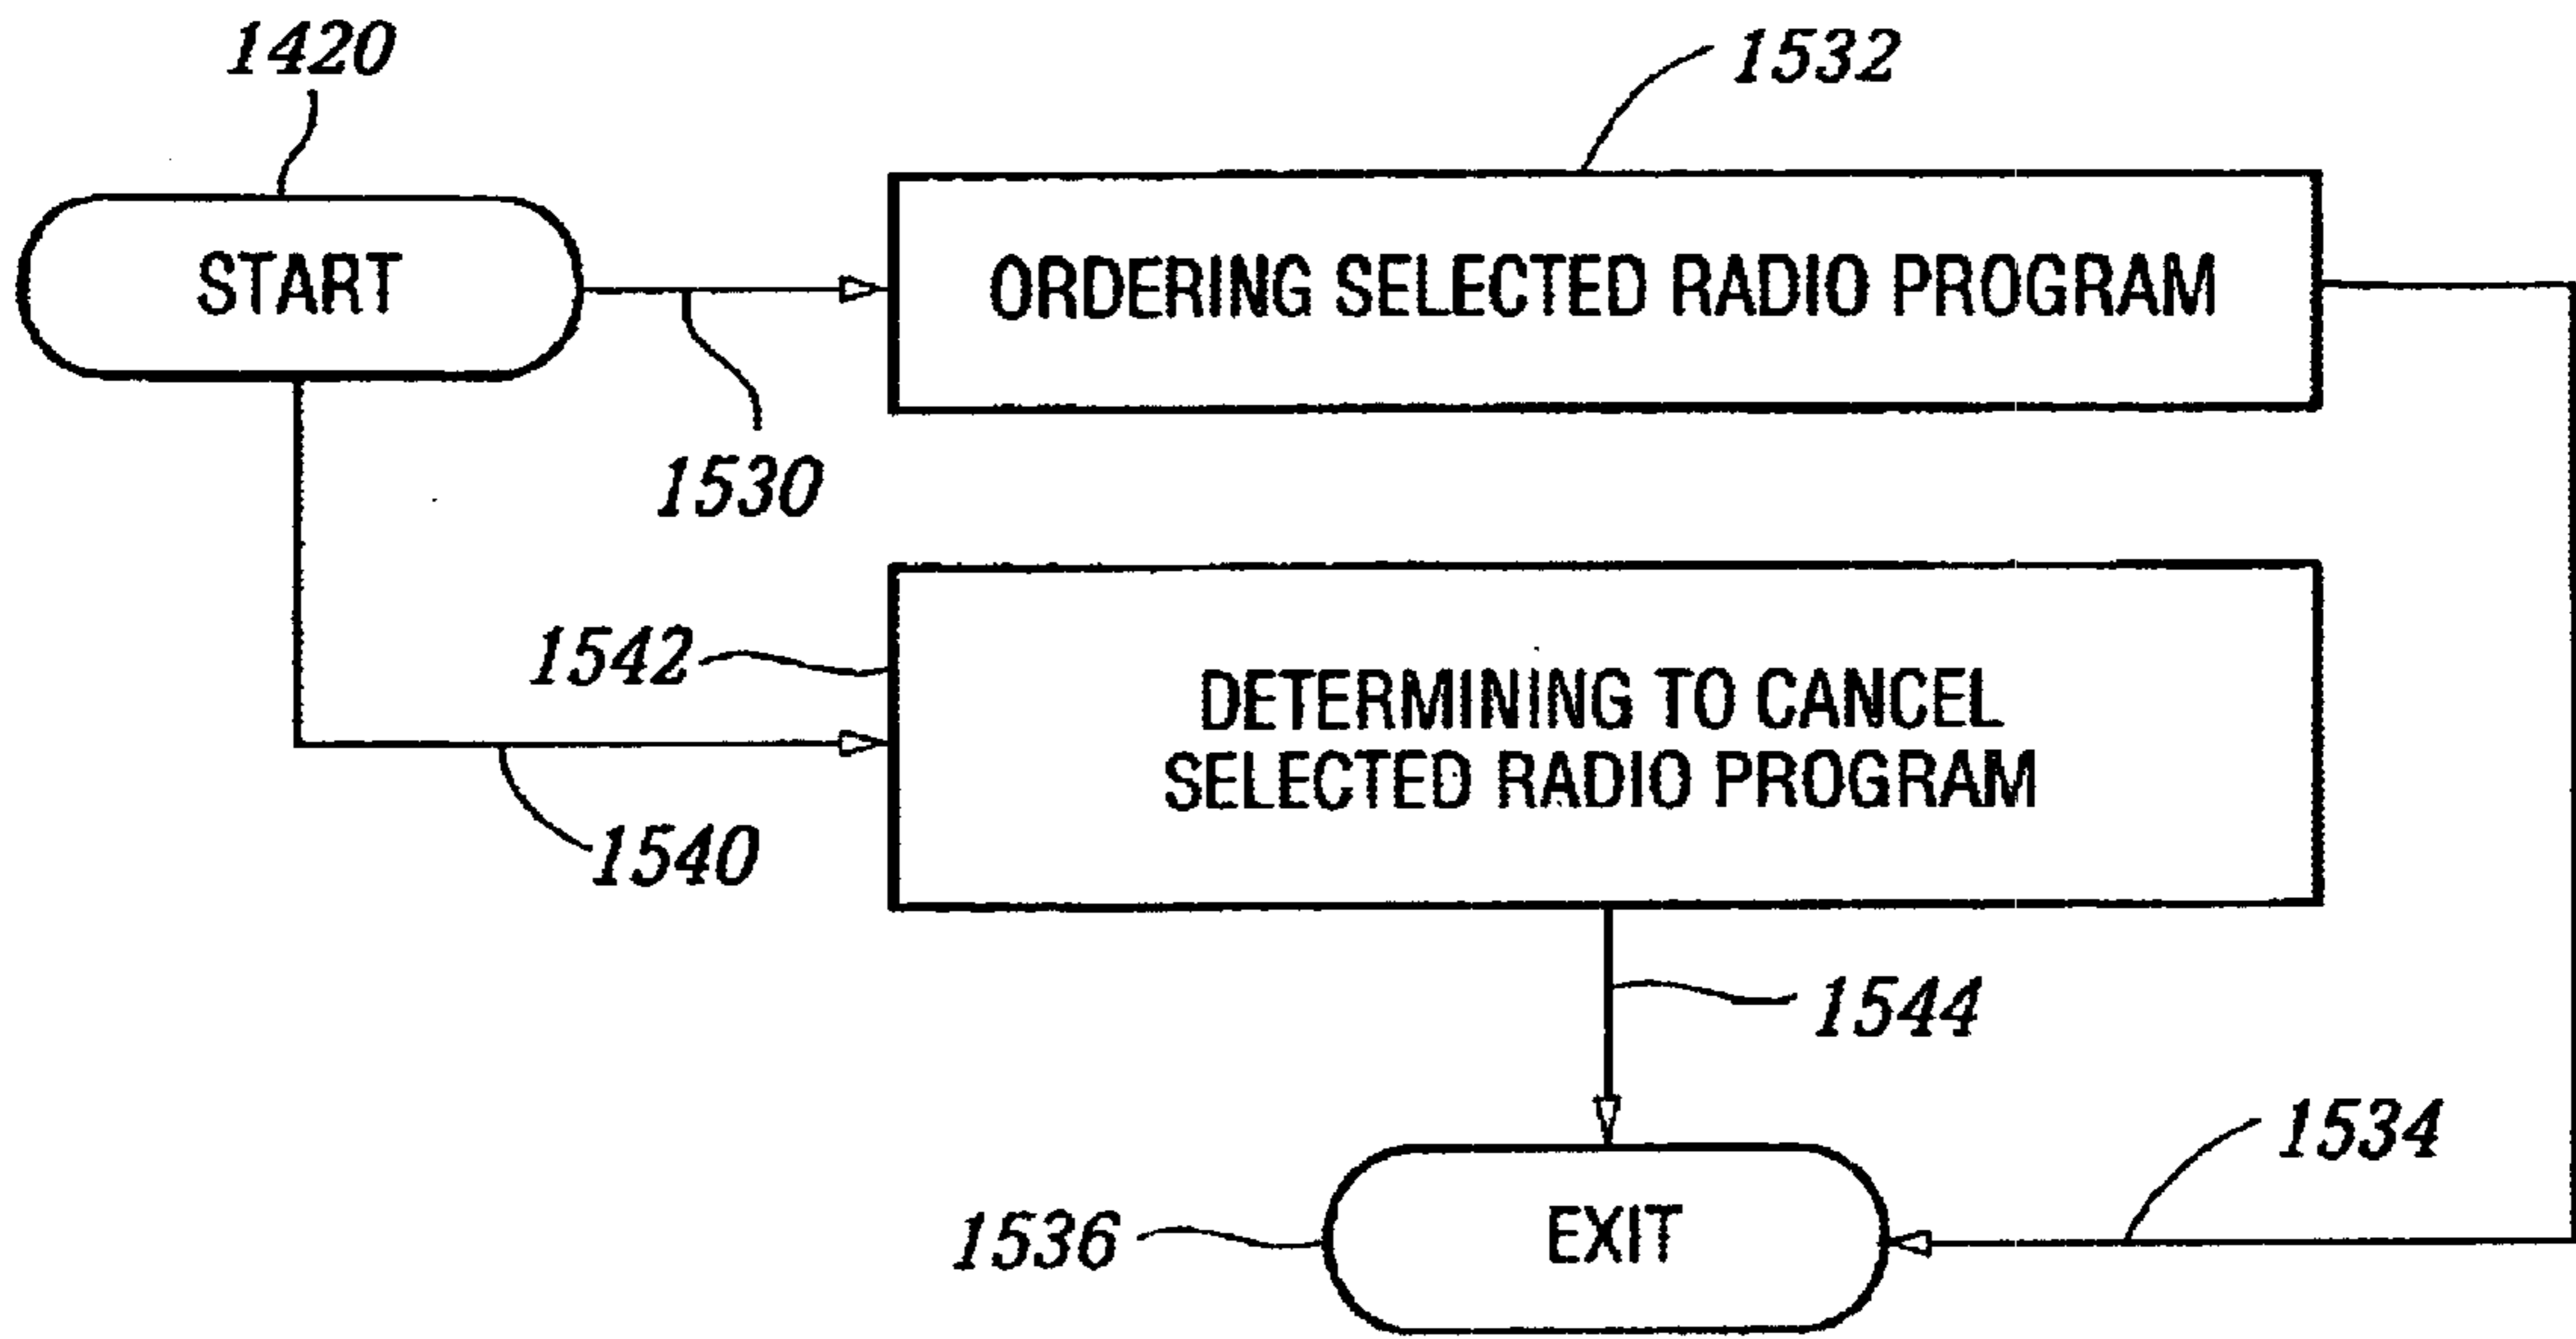 1420
1532
START
ORDERING SELECTED RADIO PROGRAM
1530
1542
DETERMINING TO CANCEL
SELECTED RADIO PROGRAM
1540
1544
1534
1536
EXIT